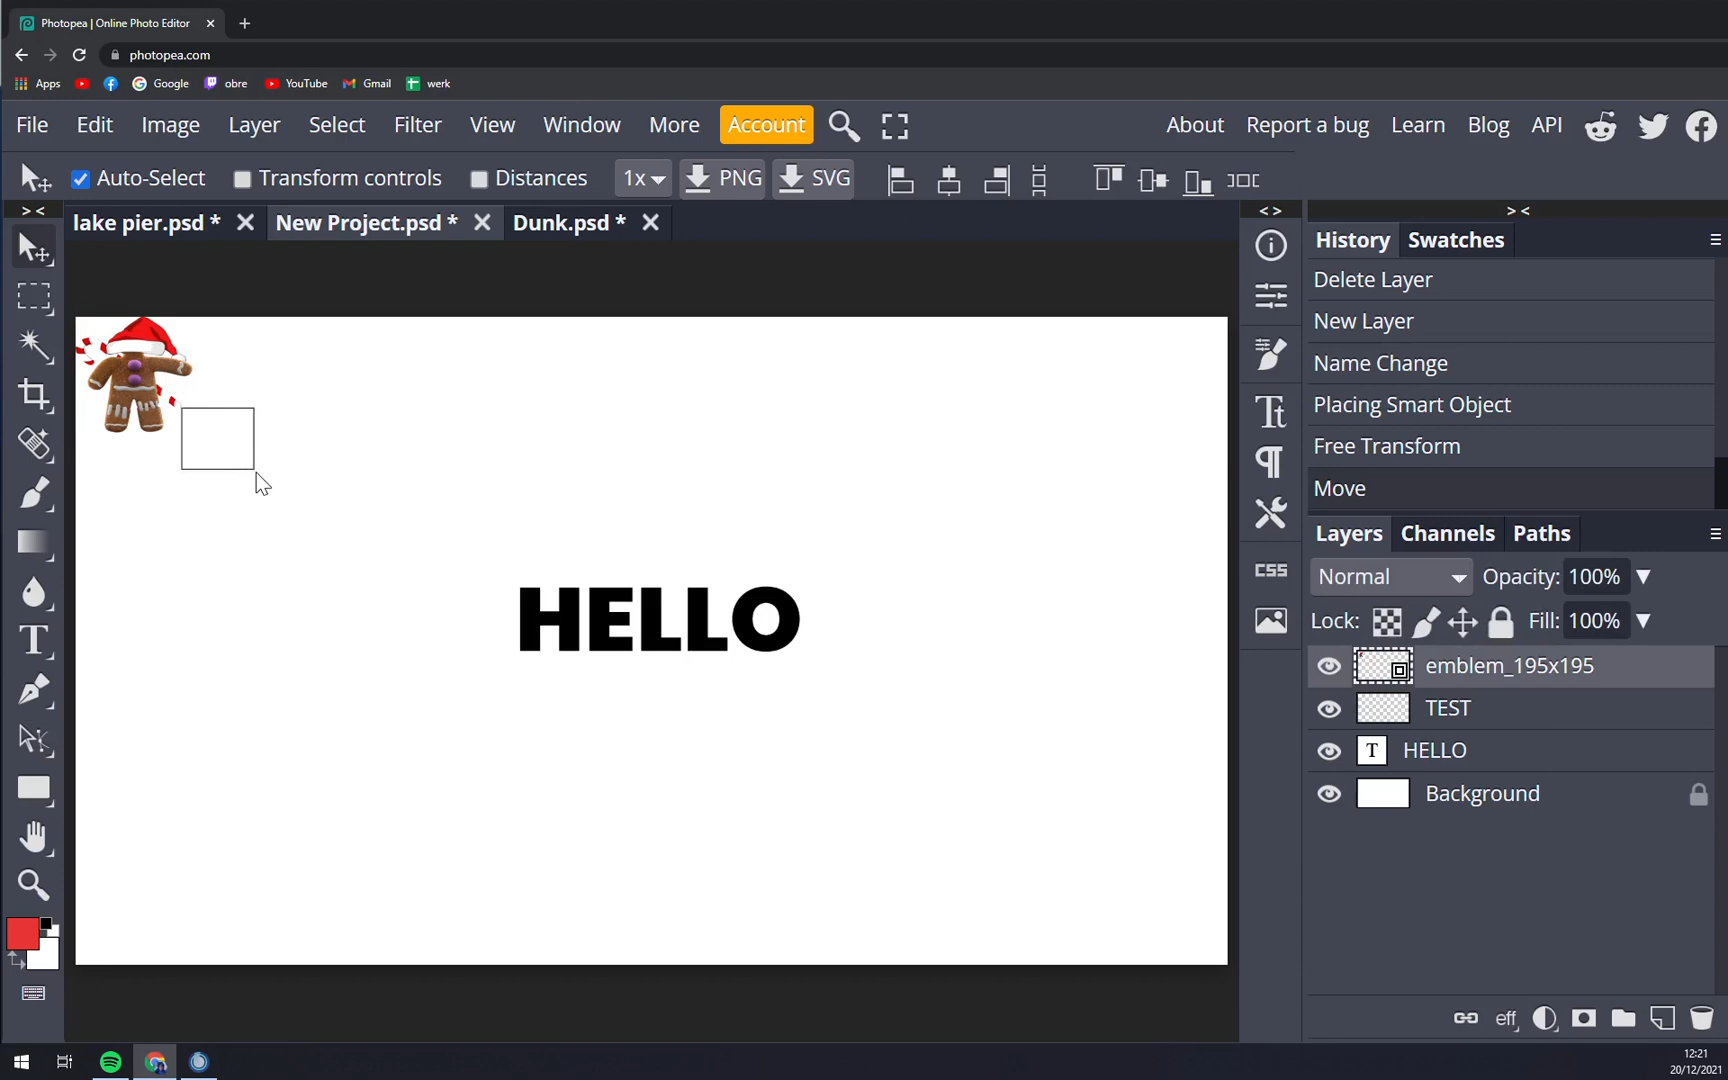 Photopea | Online Photo Editor
photopea.com
Apps Google obre YouTube Gmail werk
File Edit Image Layer Select Filter View Window More Account About Report a bug Learn Blog API
Auto-Select Transform controls Distances 1x PNG SVG
lake pier.psd * New Project.psd * Dunk.psd *
History Swatches
Delete Layer
New Layer
Name Change
Placing Smart Object
Free Transform
Move
HELLO
CSS
Layers Channels Paths
Normal Opacity: 100%
Lock: Fill: 100%
emblem_195x195
TEST
T HELLO
Background
eff
12:21
20/12/2021